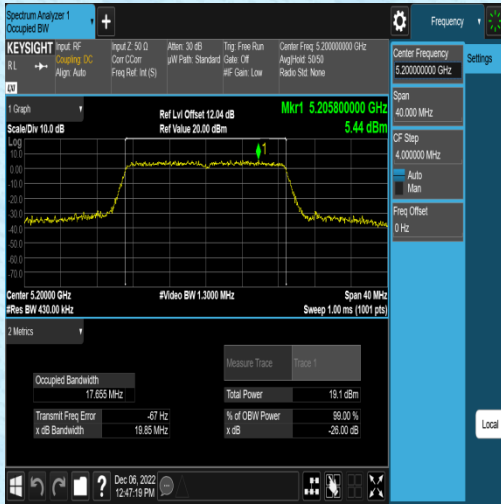 Spectrum Analyzer 1
Occupied BW
Frequency
KEYSIGHT
RL
LXI
Input: RF
Coupling: DC
Align: Auto
Input Z: 50 Ω
Corr CCorr
Freq Ref: Int (S)
Atten: 30 dB
µW Path: Standard
Trig: Free Run
Gate: Off
#IF Gain: Low
Center Freq: 5.200000000 GHz
Avg|Hold: 50/50
Radio Std: None
Center Frequency
5.200000000 GHz
Settings
Span
40.000 MHz
CF Step
4.000000 MHz
Auto
Man
Freq Offset
0 Hz
1 Graph
Scale/Div 10.0 dB
Ref Lvl Offset 12.04 dB
Ref Value 20.00 dBm
Mkr1 5.205800000 GHz
5.44 dBm
Log
10.0
0.00
-10.0
-20.0
-30.0
-40.0
-50.0
-60.0
-70.0
1
Center 5.20000 GHz
#Video BW 1.3000 MHz
Span 40 MHz
#Res BW 430.00 kHz
Sweep 1.00 ms (1001 pts)
2 Metrics
Measure Trace
Trace 1
Occupied Bandwidth
17.655 MHz
Total Power
19.1 dBm
Transmit Freq Error
-67 Hz
% of OBW Power
99.00 %
x dB Bandwidth
19.85 MHz
x dB
-26.00 dB
Local
?
Dec 06, 2022
12:47:19 PM